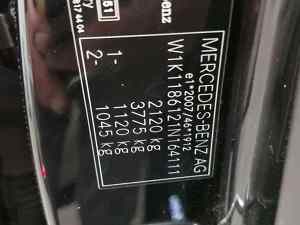 MERCEDES-BENZ AG
e1*2007/46*1912
W1K1186121N164111
2120 kg
3775 kg
1- 1120 kg
2- 1045 kg